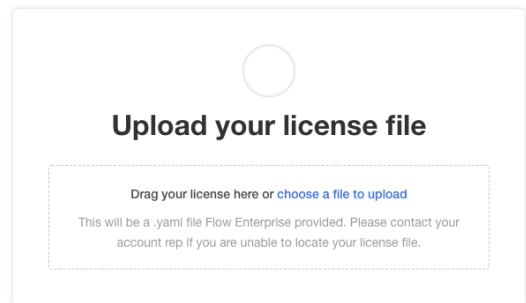 Upload your license file
Drag your license here or choose a file to upload
This will be a .yaml file Flow Enterprise provided. Please contact your
account rep if you are unable to locate your license file.